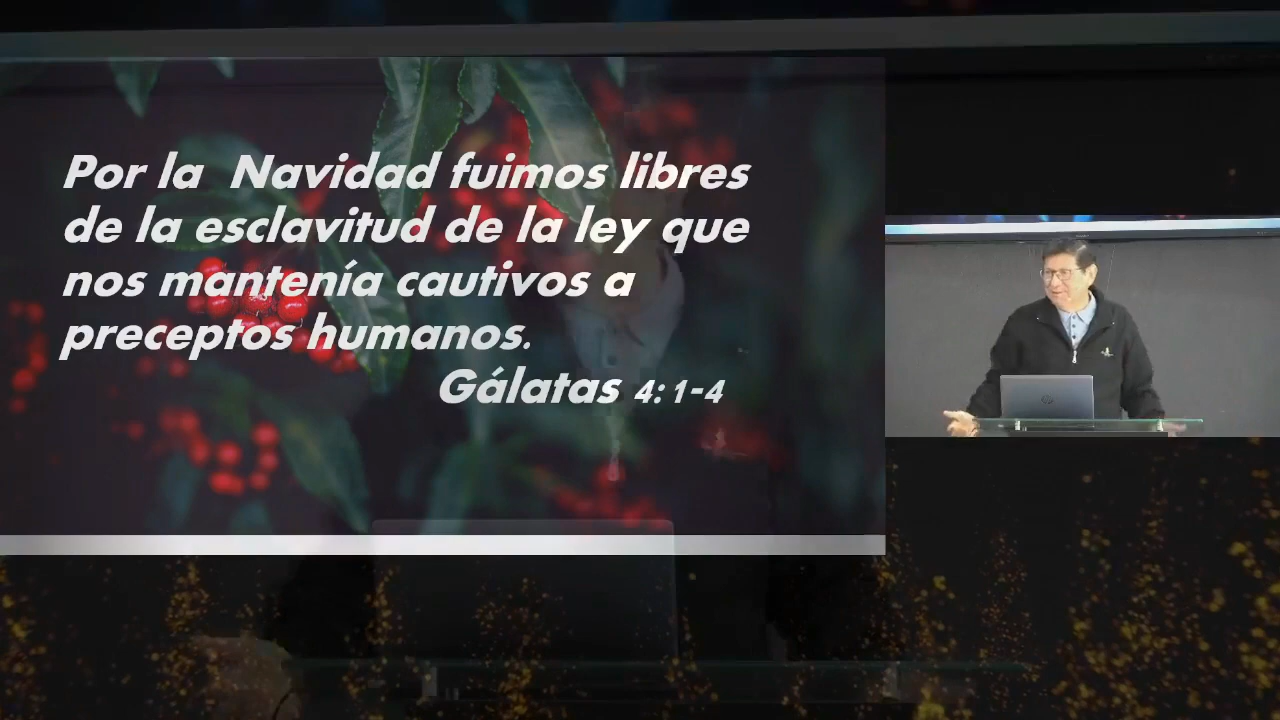 Por la Navidad fuimos libres
de la esclavitud de la ley que
nos mantenía cautivos a
preceptos humanos.
Gálatas 4: 1-4